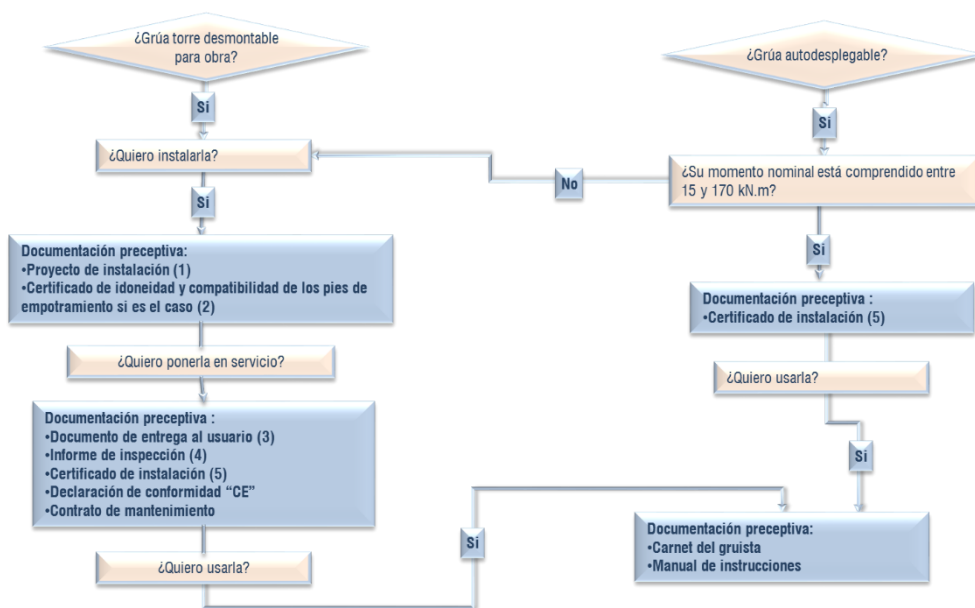 ¿Grúa torre desmontable
para obra?
Sí
¿Quiero instalarla?
Sí
Documentación preceptiva:
•Proyecto de instalación (1)
•Certificado de idoneidad y compatibilidad de los pies de
empotramiento si es el caso (2)
¿Quiero ponerla en servicio?
Documentación preceptiva :
•Documento de entrega al usuario (3)
•Informe de inspección (4)
•Certificado de instalación (5)
•Declaración de conformidad “CE”
•Contrato de mantenimiento
¿Quiero usarla?
Sí
¿Grúa autodesplegable?
Sí
¿Su momento nominal está comprendido entre
15 y 170 kN.m?
No
Sí
Documentación preceptiva :
•Certificado de instalación (5)
¿Quiero usarla?
Sí
Documentación preceptiva:
•Carnet del gruista
•Manual de instrucciones